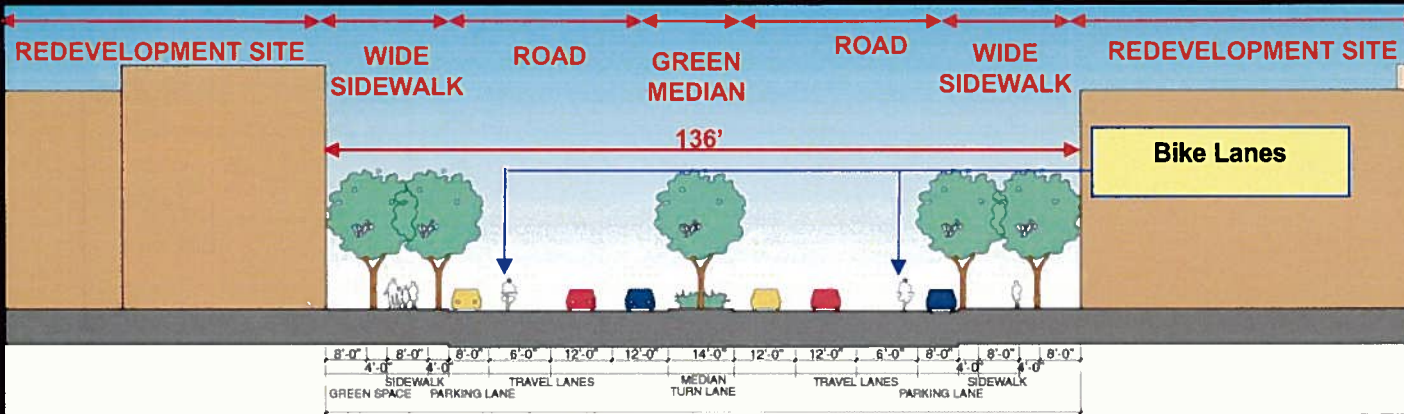 REDEVELOPMENT SITE
WIDE
SIDEWALK
ROAD
GREEN
MEDIAN
ROAD
WIDE
SIDEWALK
REDEVELOPMENT SITE
136’
Bike Lanes
8'-0" 8'-0" 8'-0" 6'-0" 12'-0" 12'-0" 14'-0" 12'-0" 12'-0" 6'-0" 8'-0" 8'-0" 8'-0"
4'-0" 4'-0" 4'-0" 4'-0"
SIDEWALK TRAVEL LANES MEDIAN TRAVEL LANES SIDEWALK
GREEN SPACE PARKING LANE TURN LANE PARKING LANE